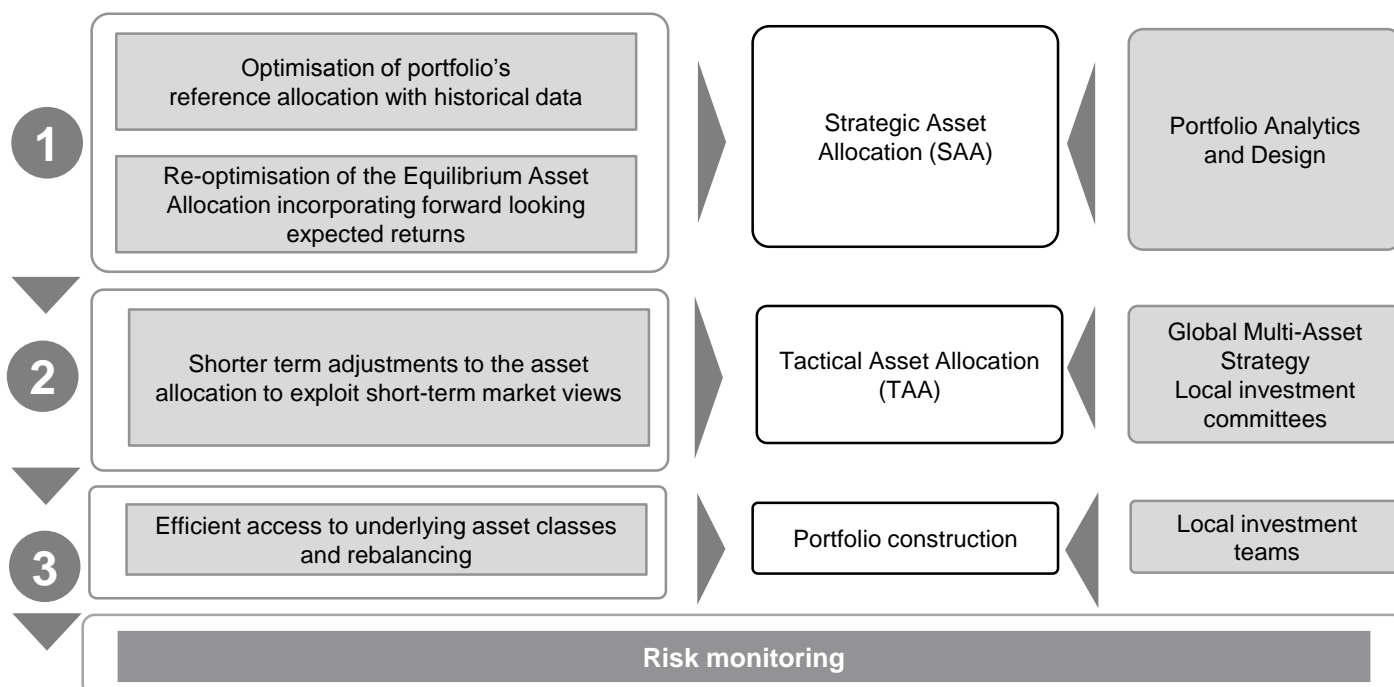 1
Optimisation of portfolio's
reference allocation with historical data
Re-optimisation of the Equilibrium Asset
Allocation incorporating forward looking
expected returns
Strategic Asset
Allocation (SAA)
Portfolio Analytics
and Design
2
Shorter term adjustments to the asset
allocation to exploit short-term market views
Tactical Asset Allocation
(TAA)
Global Multi-Asset
Strategy
Local investment
committees
3
Efficient access to underlying asset classes
and rebalancing
Portfolio construction
Local investment
teams
Risk monitoring